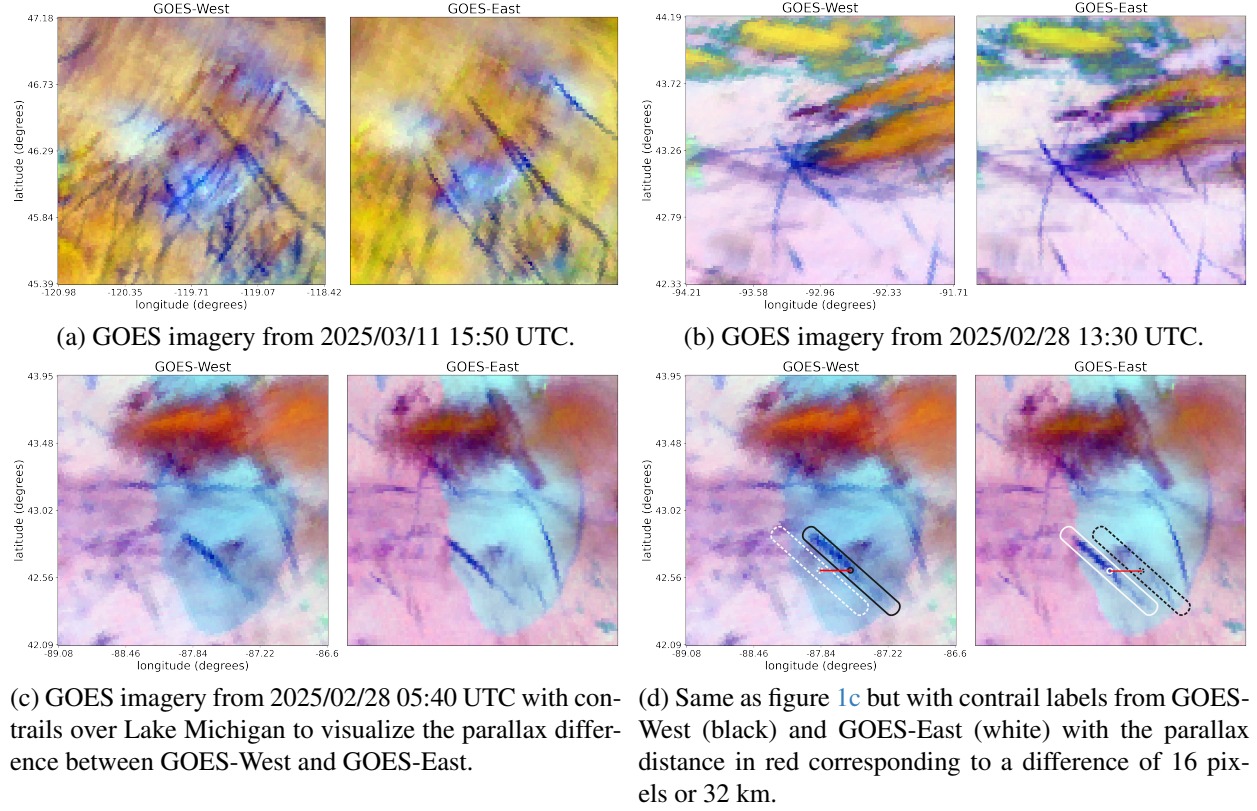 GOES-West
GOES-East
47.18
46.73
46.29
45.84
45.39
latitude (degrees)
-120.98 -120.35 -119.71 -119.07 -118.42
longitude (degrees)
(a) GOES imagery from 2025/03/11 15:50 UTC.
GOES-West
GOES-East
44.19
43.72
43.26
42.79
42.33
latitude (degrees)
-94.21 -93.58 -92.96 -92.33 -91.71
longitude (degrees)
(b) GOES imagery from 2025/02/28 13:30 UTC.
GOES-West
GOES-East
43.95
43.48
43.02
42.56
42.09
latitude (degrees)
-89.08 -88.46 -87.84 -87.22 -86.6
longitude (degrees)
(c) GOES imagery from 2025/02/28 05:40 UTC with con-
trails over Lake Michigan to visualize the parallax differ-
ence between GOES-West and GOES-East.
GOES-West
GOES-East
43.95
43.48
43.02
42.56
42.09
latitude (degrees)
-89.08 -88.46 -87.84 -87.22 -86.6
longitude (degrees)
(d) Same as figure 1c but with contrail labels from GOES-
West (black) and GOES-East (white) with the parallax
distance in red corresponding to a difference of 16 pix-
els or 32 km.